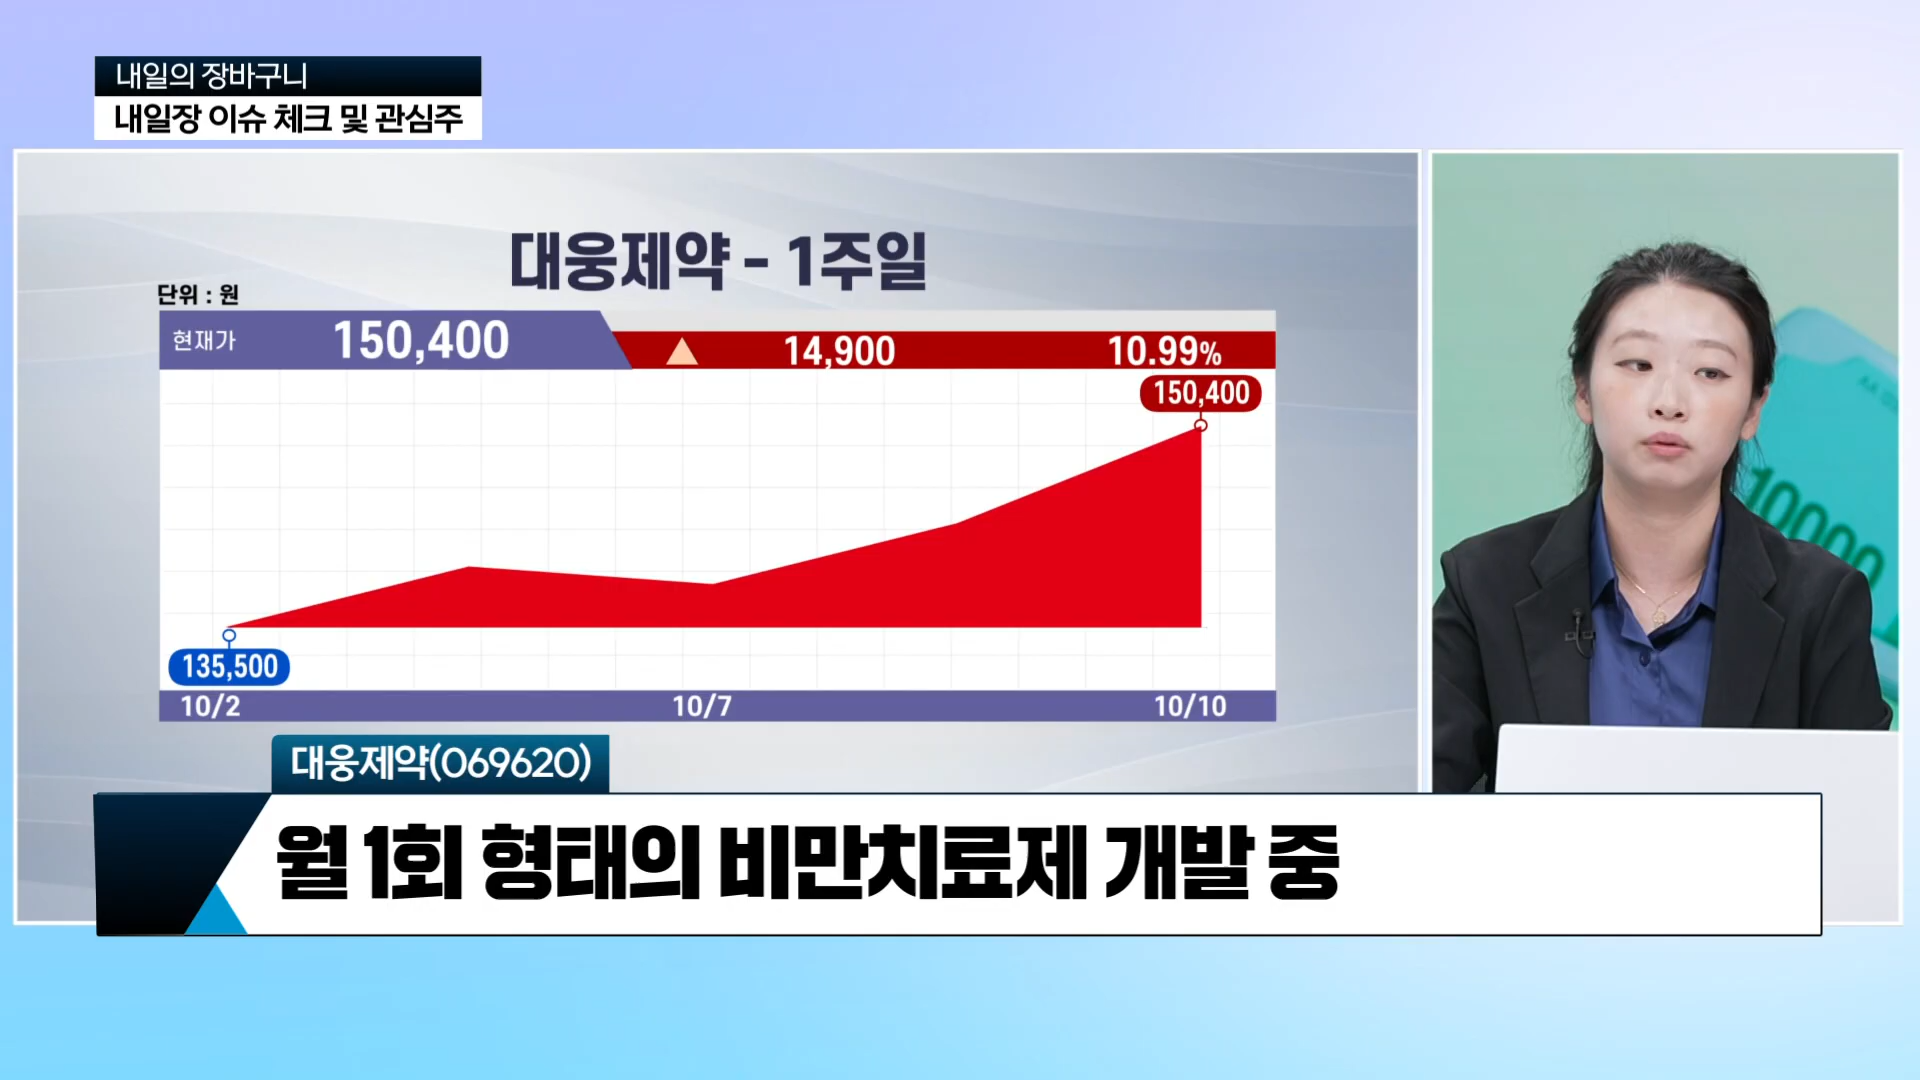 내일의 장바구니
내일장 이슈 체크 및 관심주
대웅제약 - 1주일
단위 : 원
현재가 150,400 ▲ 14,900 10.99%
150,400
135,500
10/2 10/7 10/10
10000
대웅제약(069620)
월 1회 형태의 비만치료제 개발 중